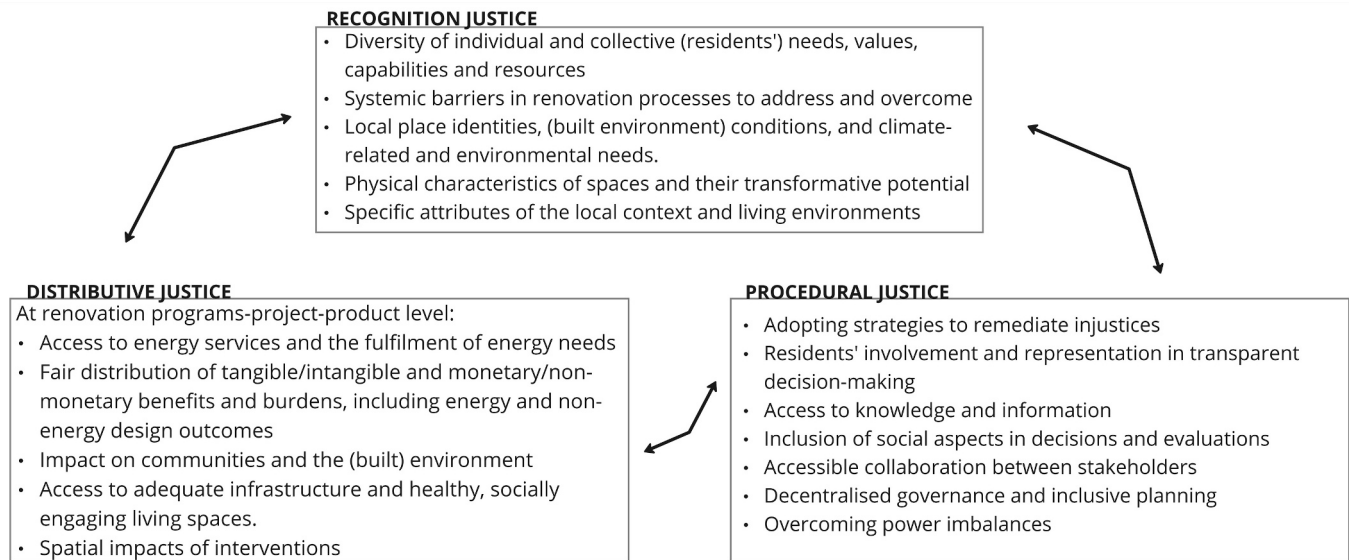 RECOGNITION JUSTICE
• Diversity of individual and collective (residents') needs, values,
capabilities and resources
• Systemic barriers in renovation processes to address and overcome
• Local place identities, (built environment) conditions, and climate-
related and environmental needs.
• Physical characteristics of spaces and their transformative potential
• Specific attributes of the local context and living environments
DISTRIBUTIVE JUSTICE
At renovation programs-project-product level:
• Access to energy services and the fulfilment of energy needs
• Fair distribution of tangible/intangible and monetary/non-
monetary benefits and burdens, including energy and non-
energy design outcomes
• Impact on communities and the (built) environment
• Access to adequate infrastructure and healthy, socially
engaging living spaces.
• Spatial impacts of interventions
PROCEDURAL JUSTICE
• Adopting strategies to remediate injustices
• Residents' involvement and representation in transparent
decision-making
• Access to knowledge and information
• Inclusion of social aspects in decisions and evaluations
• Accessible collaboration between stakeholders
• Decentralised governance and inclusive planning
• Overcoming power imbalances